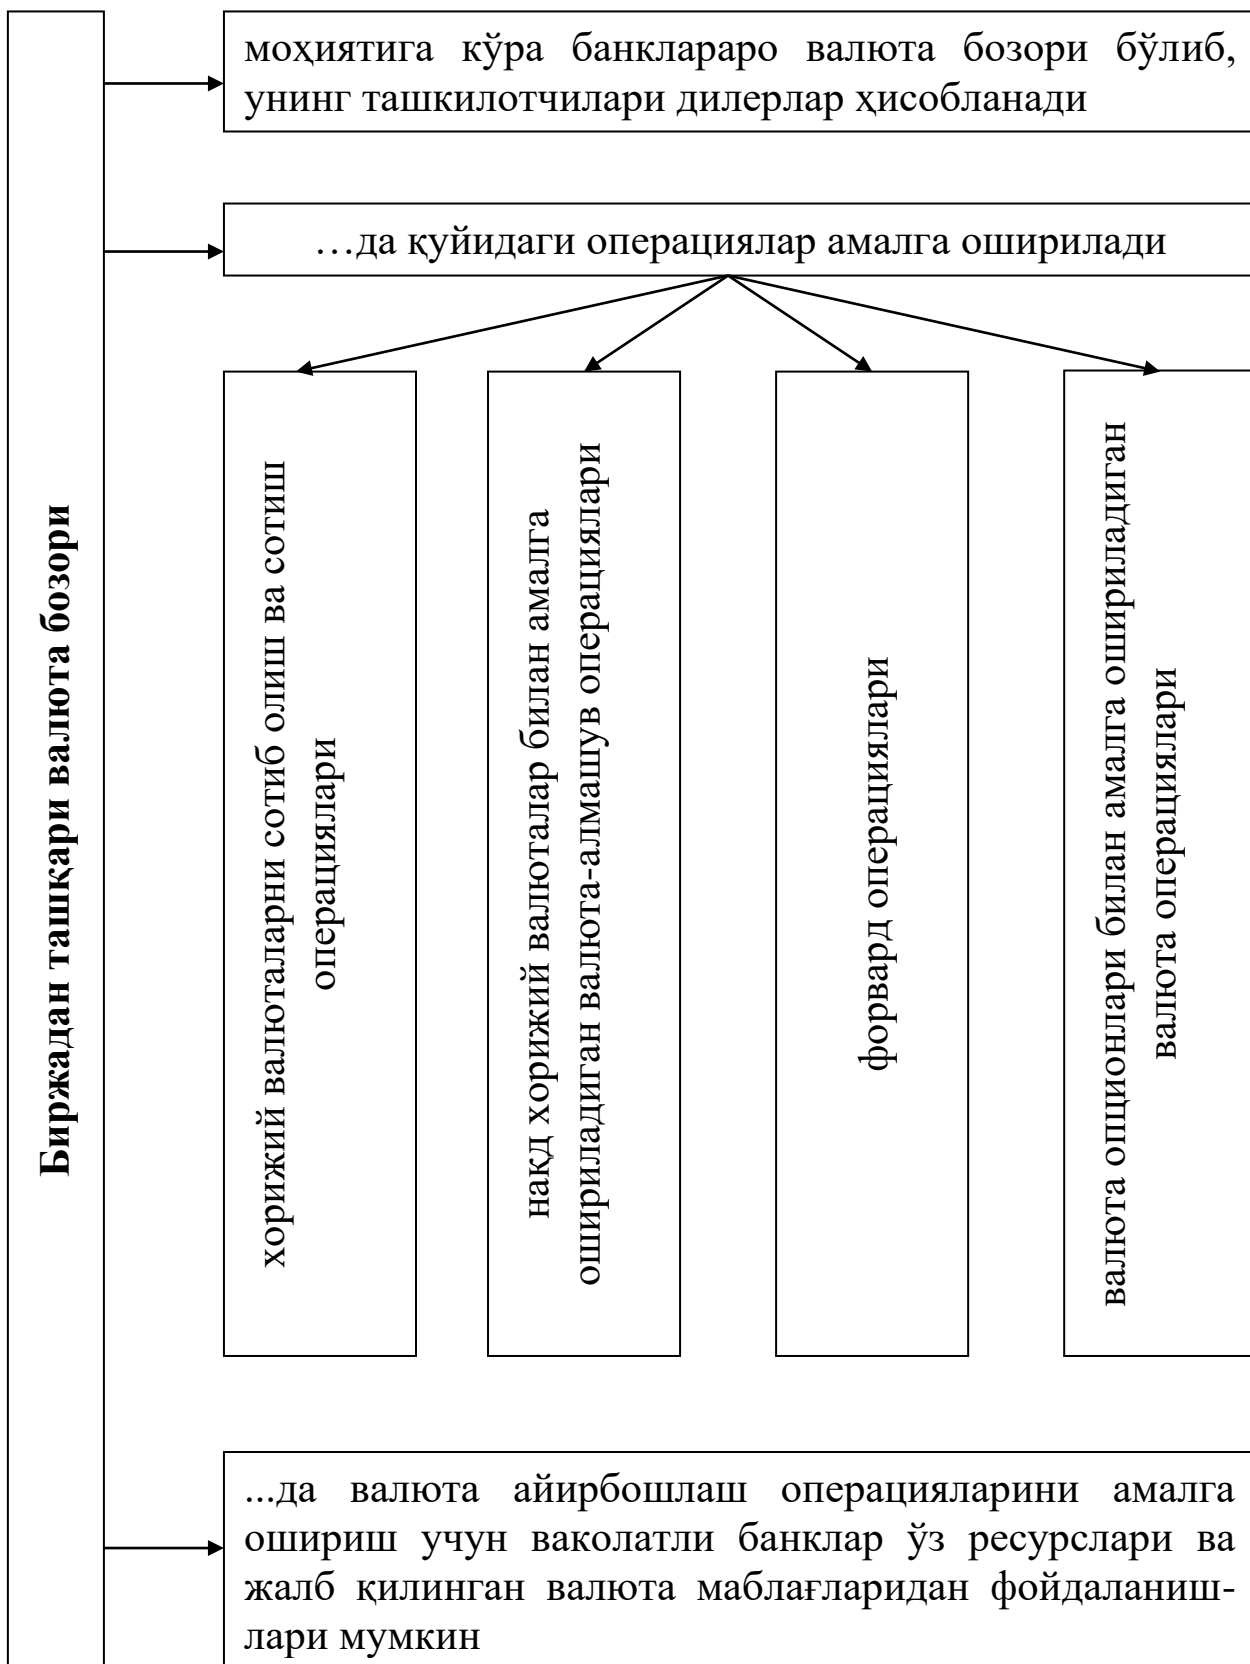 Биржадан ташқари валюта бозори
моҳиятига кўра банклараро валюта бозори бўлиб,
унинг ташкилотчилари дилерлар ҳисобланади
…да қуйидаги операциялар амалга оширилади
хорижий валюталарни сотиб олиш ва сотиш
операциялари
нақд хорижий валюталар билан амалга
ошириладиган валюта-алмашув операциялари
форвард операциялари
валюта опционлари билан амалга ошириладиган
валюта операциялари
...да валюта айирбошлаш операцияларини амалга
ошириш учун ваколатли банклар ўз ресурслари ва
жалб қилинган валюта маблағларидан фойдаланиш-
лари мумкин